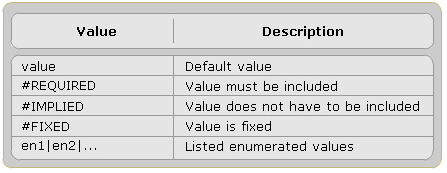 Value Description
value Default value
#REQUIRED Value must be included
#IMPLIED Value does not have to be included
#FIXED Value is fixed
en1|en2|... Listed enumerated values